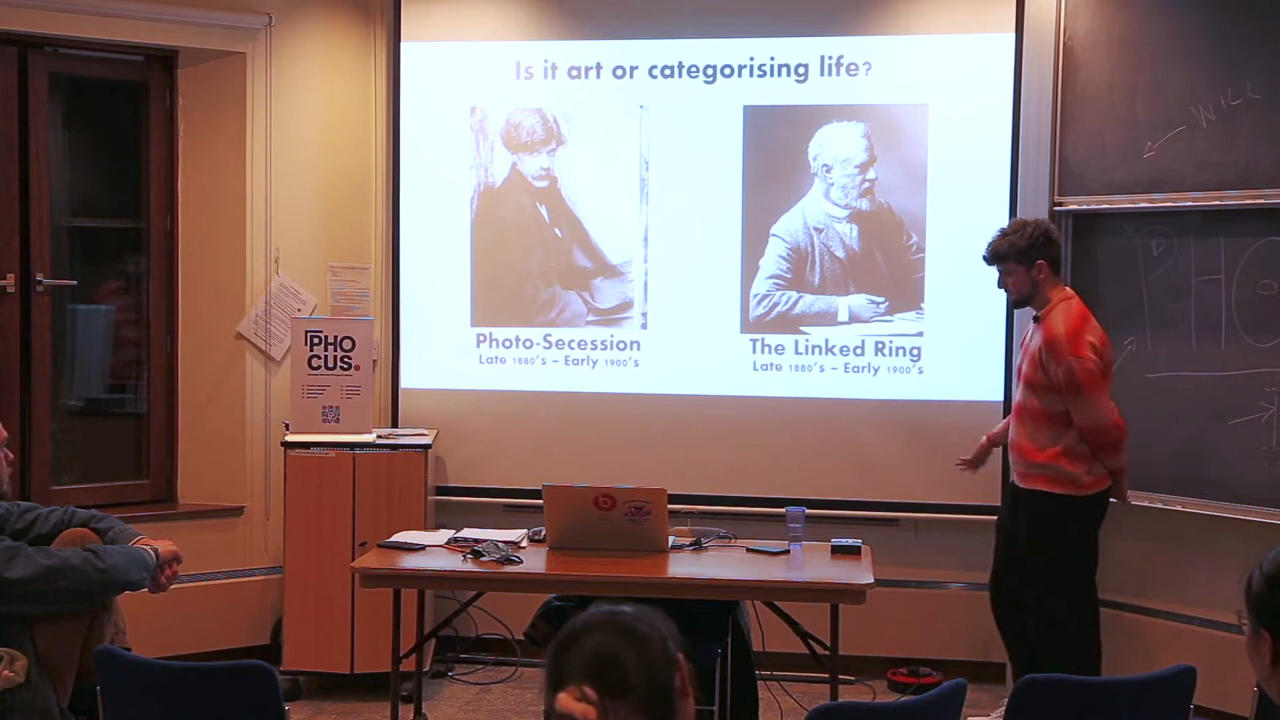 Is it art or categorising life?
Photo-Secession
Late 1880's – Early 1900's
The Linked Ring
Late 1880's – Early 1900's
PHO
CUS.
WILL
PHO